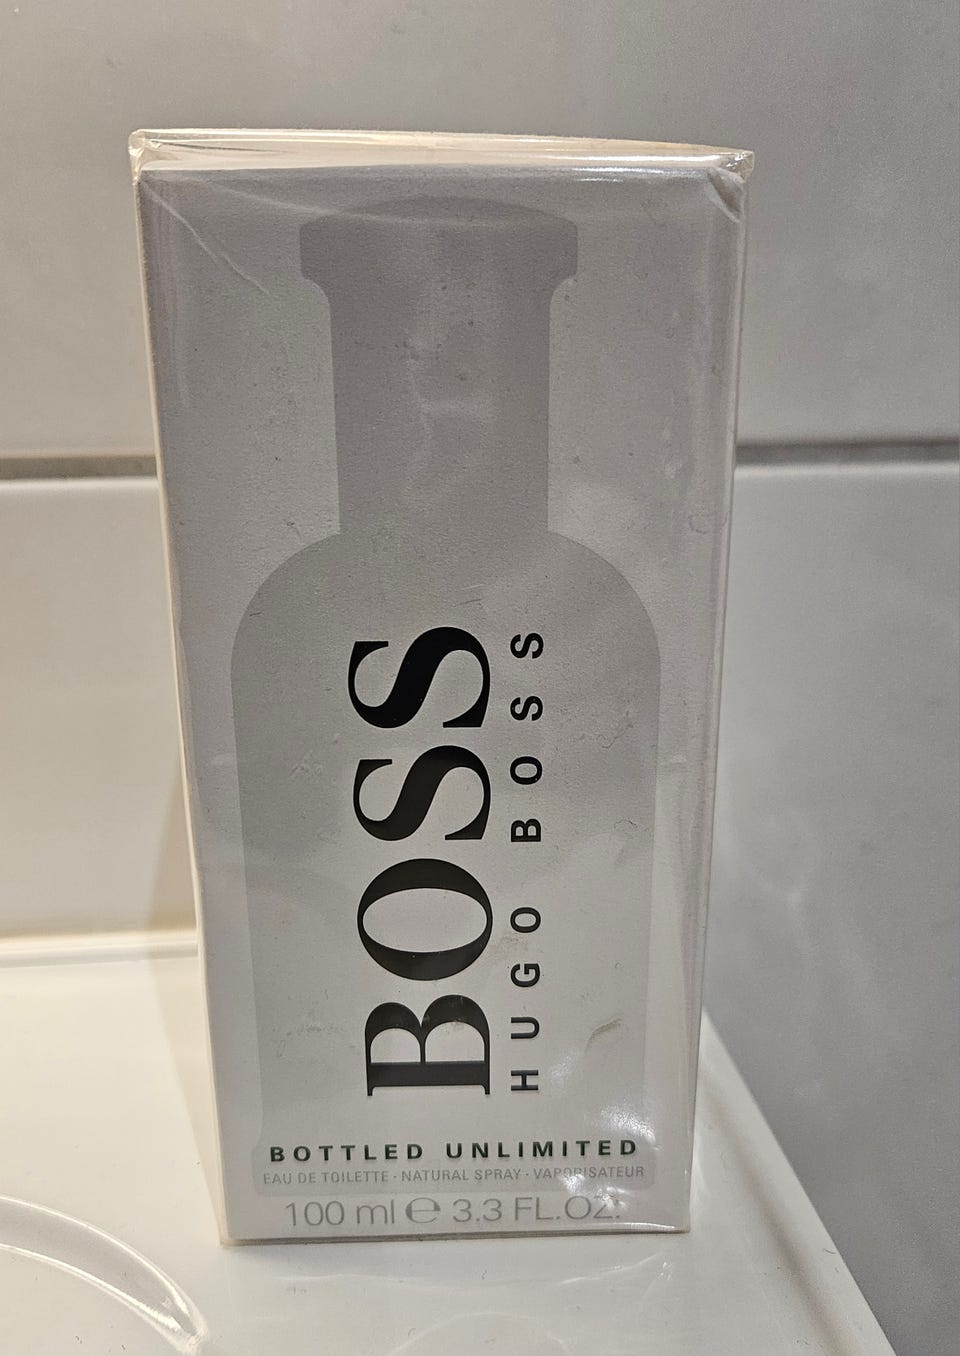 BOSS
HUGO BOSS
BOTTLED UNLIMITED
EAU DE TOILETTE · NATURAL SPRAY · VAPORISATEUR
100 ml ℮ 3.3 FL.OZ.